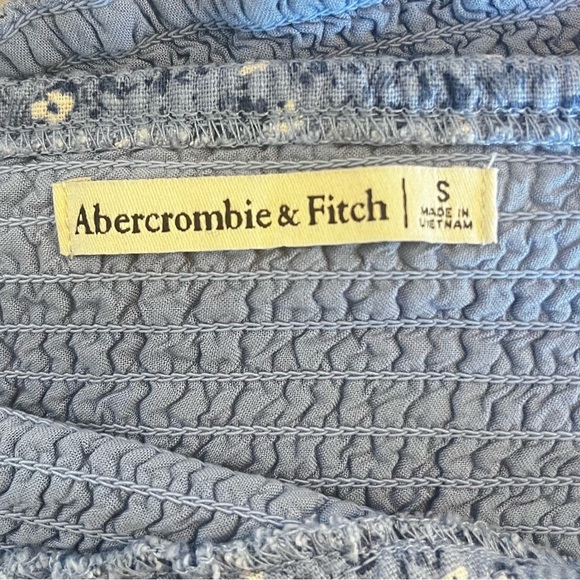 Abercrombie & Fitch | S
MADE IN
VIETNAM